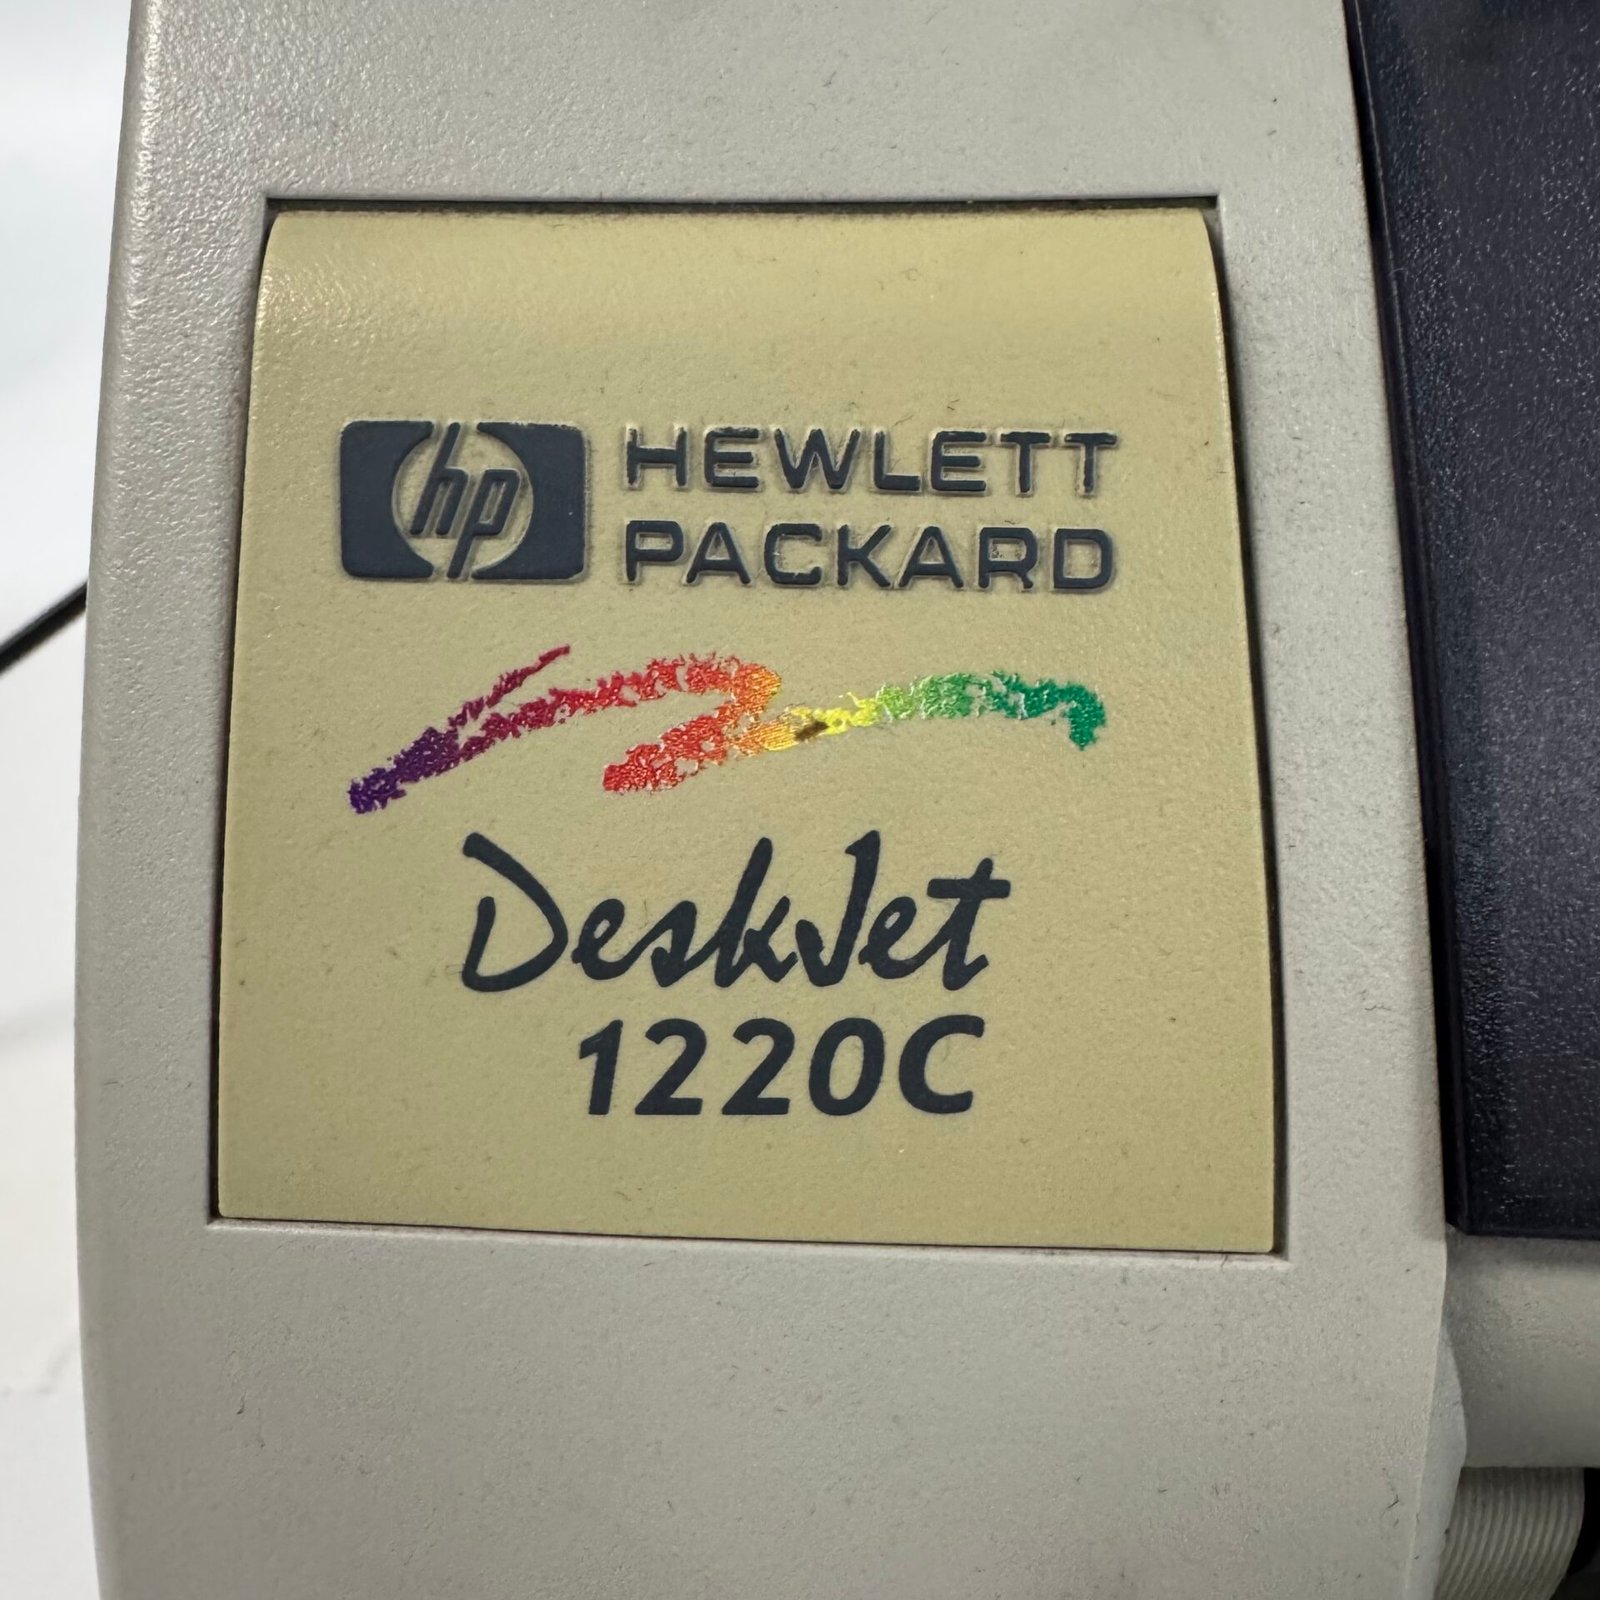 hp HEWLETT
PACKARD
DeskJet
1220C